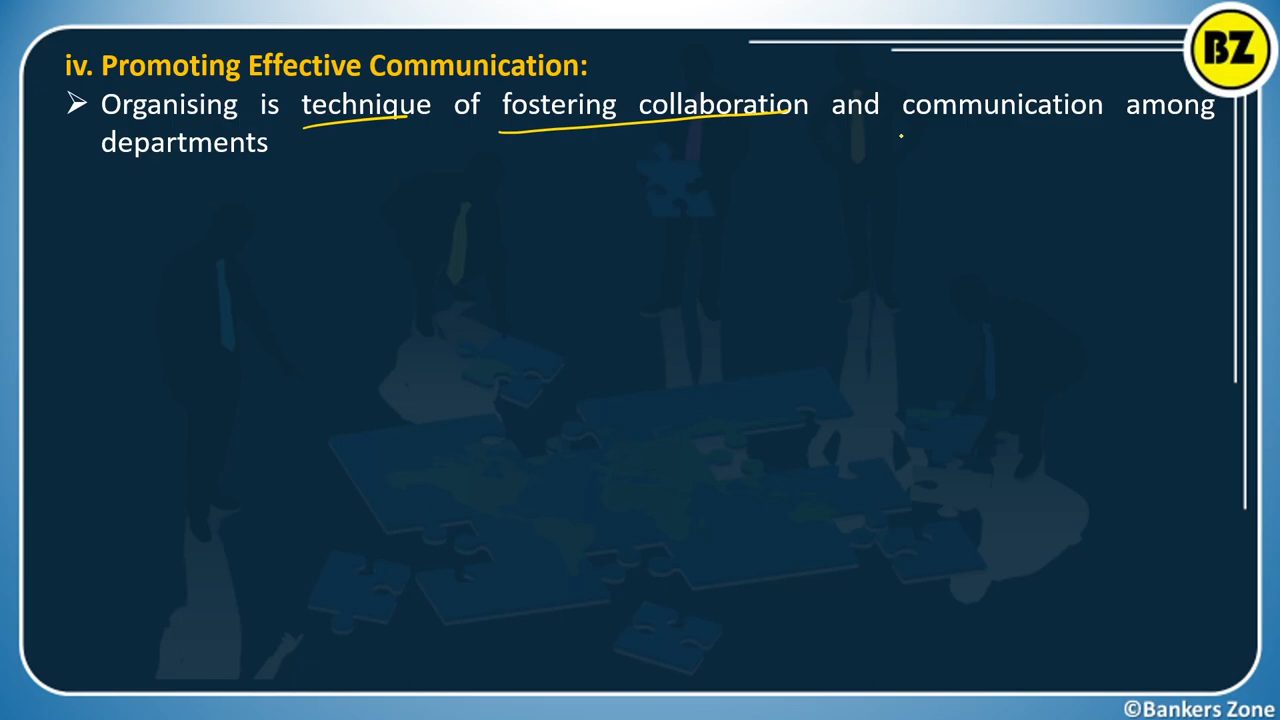 BZ
iv. Promoting Effective Communication:
➢ Organising is technique of fostering collaboration and communication among
departments
©Bankers Zone